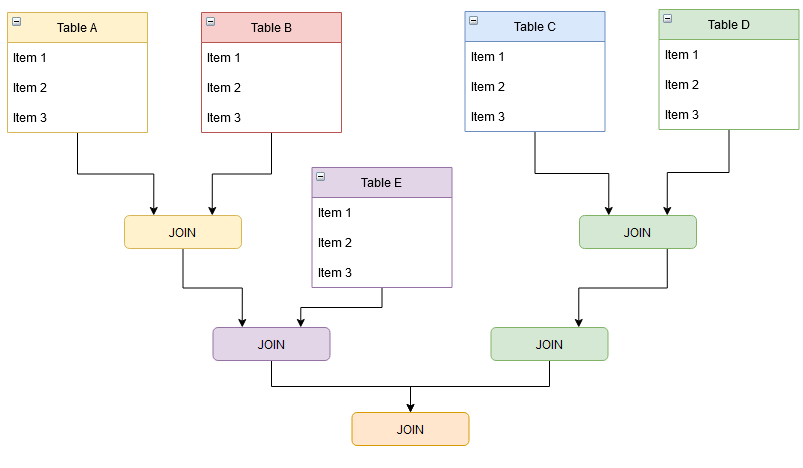 Table A
Item 1
Item 2
Item 3
Table B
Item 1
Item 2
Item 3
Table C
Item 1
Item 2
Item 3
Table D
Item 1
Item 2
Item 3
Table E
Item 1
Item 2
Item 3
JOIN
JOIN
JOIN
JOIN
JOIN